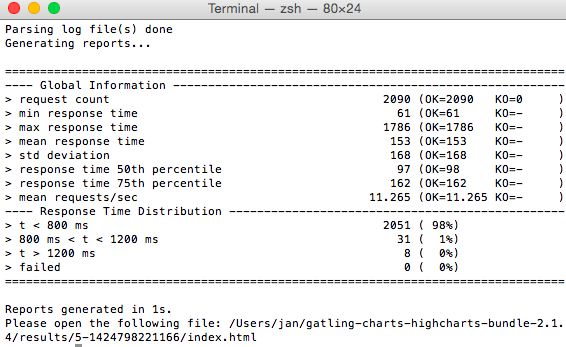 Terminal — zsh — 80×24
Parsing log file(s) done
Generating reports...
================================================================================
---- Global Information --------------------------------------------------------
> request count                                       2090 (OK=2090   KO=0     )
> min response time                                     61 (OK=61     KO=-     )
> max response time                                   1786 (OK=1786   KO=-     )
> mean response time                                   153 (OK=153    KO=-     )
> std deviation                                        168 (OK=168    KO=-     )
> response time 50th percentile                         97 (OK=98     KO=-     )
> response time 75th percentile                        162 (OK=162    KO=-     )
> mean requests/sec                                 11.265 (OK=11.265 KO=-     )
---- Response Time Distribution ------------------------------------------------
> t < 800 ms                                          2051 ( 98%)
> 800 ms < t < 1200 ms                                  31 (  1%)
> t > 1200 ms                                            8 (  0%)
> failed                                                 0 (  0%)
================================================================================
Reports generated in 1s.
Please open the following file: /Users/jan/gatling-charts-highcharts-bundle-2.1.
4/results/5-1424798221166/index.html